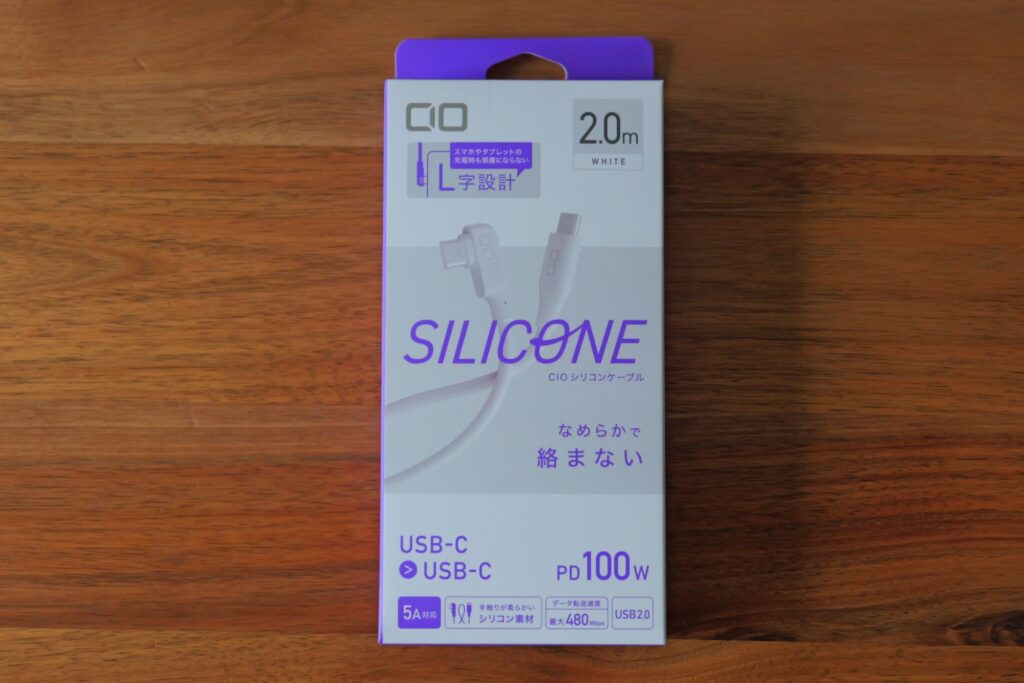 CIO
2.0m
WHITE
スマホやタブレットの
充電時も邪魔にならない
L字設計
CIO
CIO
SILICONE
CIOシリコンケーブル
なめらかで
絡まない
USB-C
> USB-C
PD100W
5A対応
手触りが柔らかい
シリコン素材
データ転送速度
最大480Mbps
USB2.0